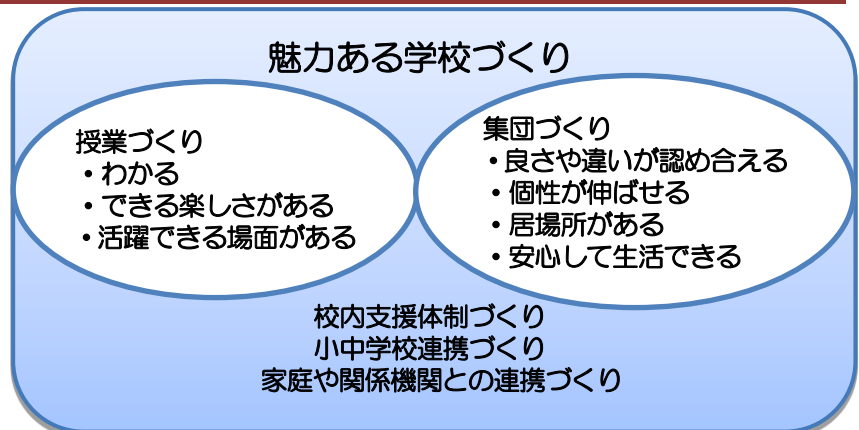 魅力ある学校づくり
授業づくり
・わかる
・できる楽しさがある
・活躍できる場面がある
集団づくり
・良さや違いが認め合える
・個性が伸ばせる
・居場所がある
・安心して生活できる
校内支援体制づくり
小中学校連携づくり
家庭や関係機関との連携づくり